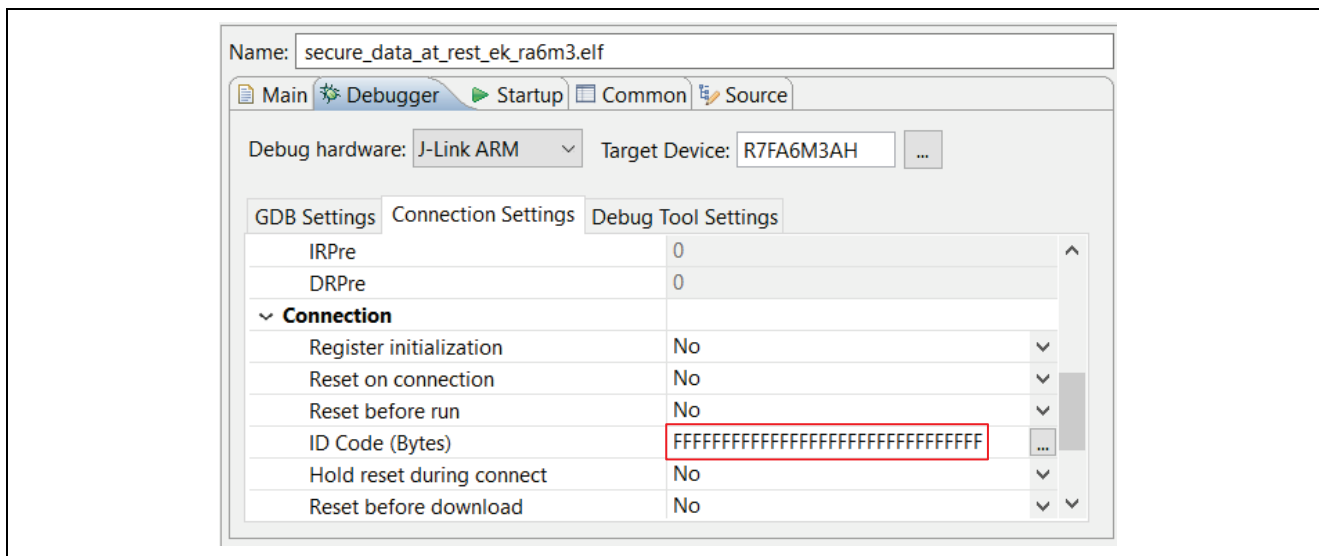 Name: secure_data_at_rest_ek_ra6m3.elf
Main Debugger Startup Common Source
Debug hardware: J-Link ARM Target Device: R7FA6M3AH ...
GDB Settings Connection Settings Debug Tool Settings
IRPre 0
DRPre 0
Connection
Register initialization No
Reset on connection No
Reset before run No
ID Code (Bytes) FFFFFFFFFFFFFFFFFFFFFFFFFFFFFFFF ...
Hold reset during connect No
Reset before download No